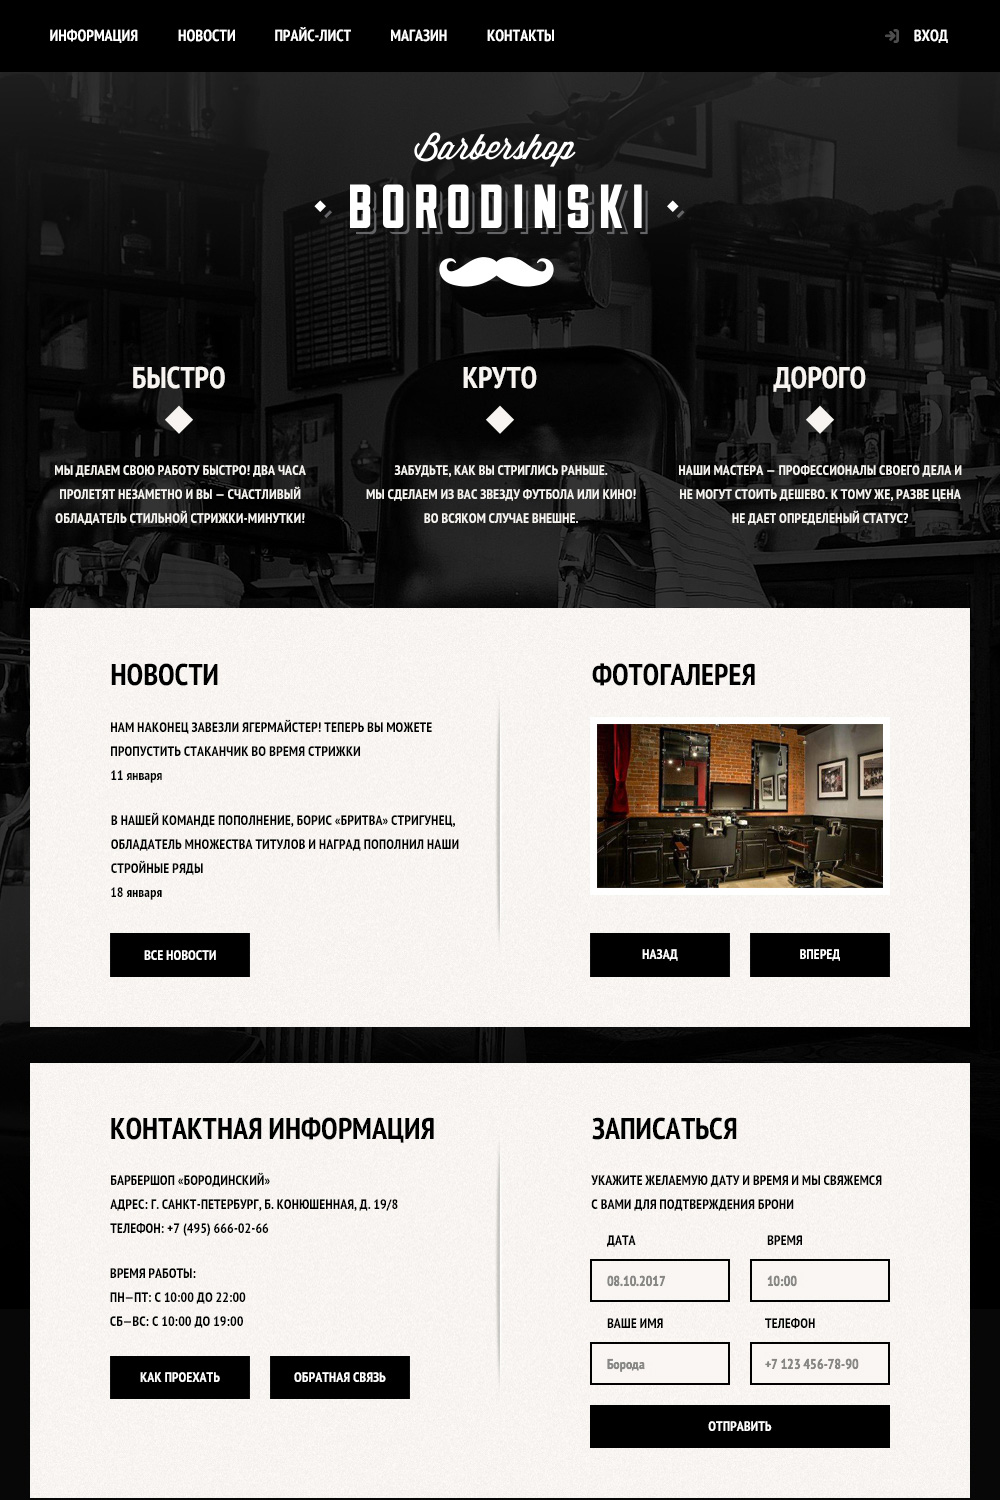 ИНФОРМАЦИЯ НОВОСТИ ПРАЙС-ЛИСТ МАГАЗИН КОНТАКТЫ ВХОД
Barbershop
BORODINSKI
БЫСТРО
МЫ ДЕЛАЕМ СВОЮ РАБОТУ БЫСТРО! ДВА ЧАСА
ПРОЛЕТЯТ НЕЗАМЕТНО И ВЫ — СЧАСТЛИВЫЙ
ОБЛАДАТЕЛЬ СТИЛЬНОЙ СТРИЖКИ-МИНУТКИ!
КРУТО
ЗАБУДЬТЕ, КАК ВЫ СТРИГЛИСЬ РАНЬШЕ.
МЫ СДЕЛАЕМ ИЗ ВАС ЗВЕЗДУ ФУТБОЛА ИЛИ КИНО!
ВО ВСЯКОМ СЛУЧАЕ ВНЕШНЕ.
ДОРОГО
НАШИ МАСТЕРА — ПРОФЕССИОНАЛЫ СВОЕГО ДЕЛА И
НЕ МОГУТ СТОИТЬ ДЕШЕВО. К ТОМУ ЖЕ, РАЗВЕ ЦЕНА
НЕ ДАЕТ ОПРЕДЕЛЕНЫЙ СТАТУС?
НОВОСТИ
НАМ НАКОНЕЦ ЗАВЕЗЛИ ЯГЕРМАЙСТЕР! ТЕПЕРЬ ВЫ МОЖЕТЕ
ПРОПУСТИТЬ СТАКАНЧИК ВО ВРЕМЯ СТРИЖКИ
11 января
В НАШЕЙ КОМАНДЕ ПОПОЛНЕНИЕ, БОРИС «БРИТВА» СТРИГУНЕЦ,
ОБЛАДАТЕЛЬ МНОЖЕСТВА ТИТУЛОВ И НАГРАД ПОПОЛНИЛ НАШИ
СТРОЙНЫЕ РЯДЫ
18 января
ВСЕ НОВОСТИ
ФОТОГАЛЕРЕЯ
НАЗАД ВПЕРЕД
КОНТАКТНАЯ ИНФОРМАЦИЯ
БАРБЕРШОП «БОРОДИНСКИЙ»
АДРЕС: Г. САНКТ-ПЕТЕРБУРГ, Б. КОНЮШЕННАЯ, Д. 19/8
ТЕЛЕФОН: +7 (495) 666-02-66
ВРЕМЯ РАБОТЫ:
ПН—ПТ: С 10:00 ДО 22:00
СБ—ВС: С 10:00 ДО 19:00
КАК ПРОЕХАТЬ ОБРАТНАЯ СВЯЗЬ
ЗАПИСАТЬСЯ
УКАЖИТЕ ЖЕЛАЕМУЮ ДАТУ И ВРЕМЯ И МЫ СВЯЖЕМСЯ
С ВАМИ ДЛЯ ПОДТВЕРЖДЕНИЯ БРОНИ
ДАТА ВРЕМЯ
08.10.2017 10:00
ВАШЕ ИМЯ ТЕЛЕФОН
Борода +7 123 456-78-90
ОТПРАВИТЬ